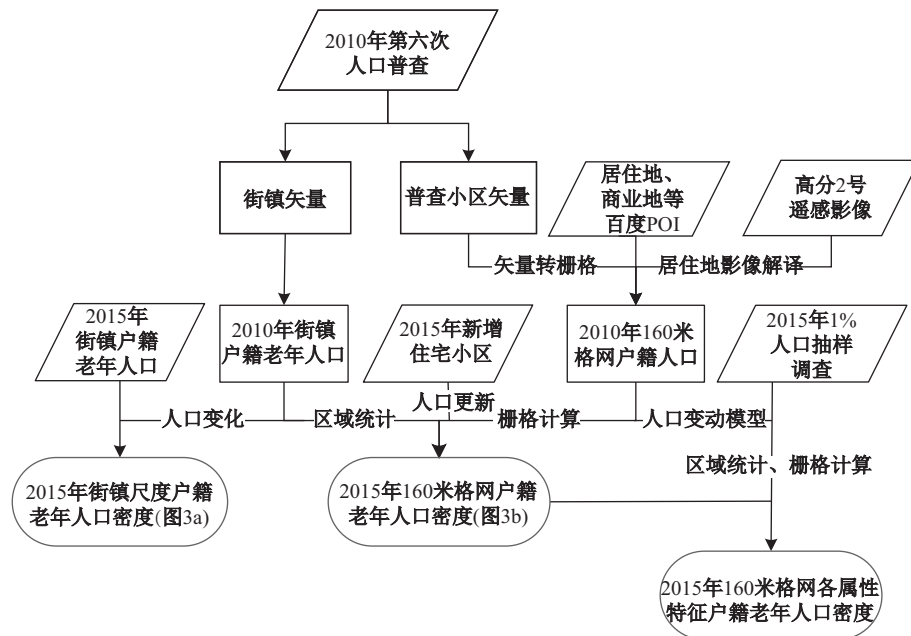 2010年第六次
人口普查
街镇矢量
普查小区矢量
居住地、
商业地等
百度POI
高分2号
遥感影像
矢量转栅格
居住地影像解译
2015年
街镇户籍
老年人口
2010年街镇
户籍老年人口
2015年新增
住宅小区
2010年160米
格网户籍人口
2015年1%
人口抽样
调查
人口更新
人口变化
区域统计
栅格计算
人口变动模型
区域统计、栅格计算
2015年街镇尺度户籍
老年人口密度(图3a)
2015年160米格网户籍
老年人口密度(图3b)
2015年160米格网各属性
特征户籍老年人口密度